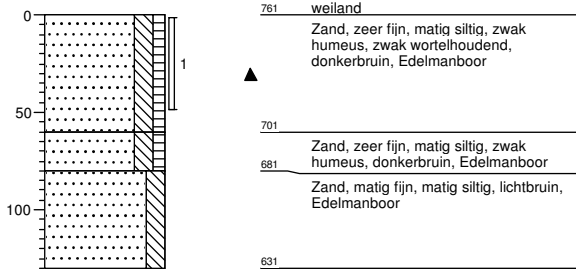 0
50
100
1
761
weiland
Zand, zeer fijn, matig siltig, zwak
humeus, zwak wortelhoudend,
donkerbruin, Edelmanboor
701
Zand, zeer fijn, matig siltig, zwak
humeus, donkerbruin, Edelmanboor
681
Zand, matig fijn, matig siltig, lichtbruin,
Edelmanboor
631